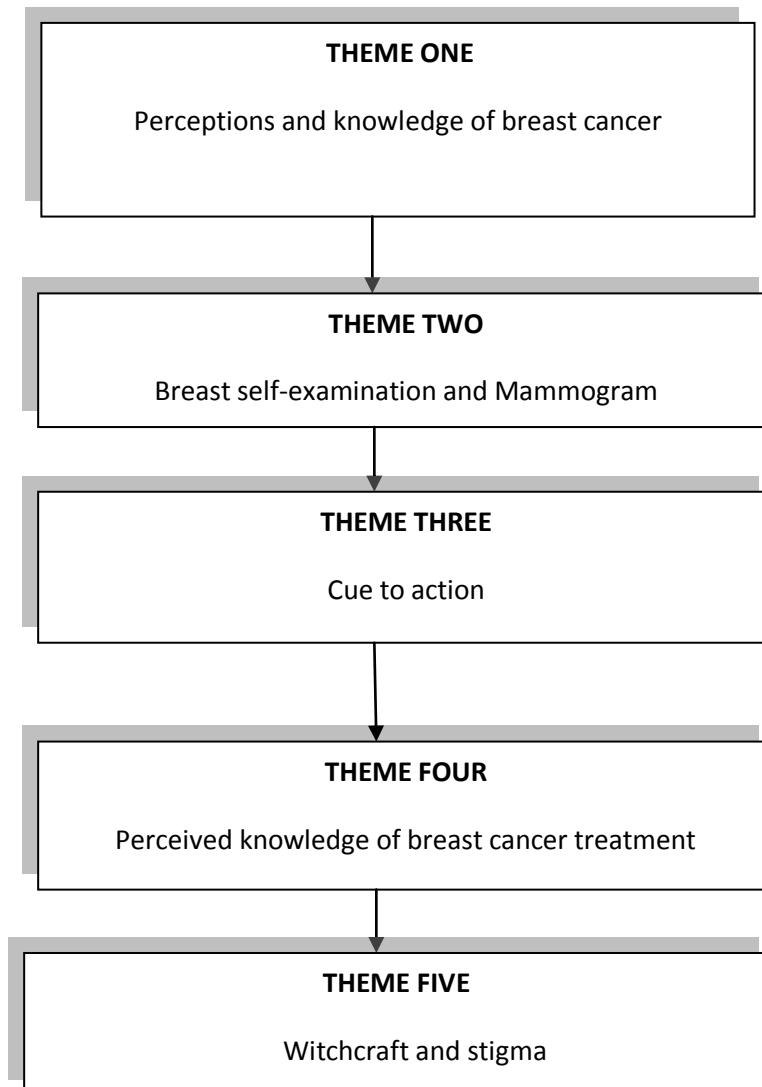 THEME ONE
Perceptions and knowledge of breast cancer
THEME TWO
Breast self-examination and Mammogram
THEME THREE
Cue to action
THEME FOUR
Perceived knowledge of breast cancer treatment
THEME FIVE
Witchcraft and stigma